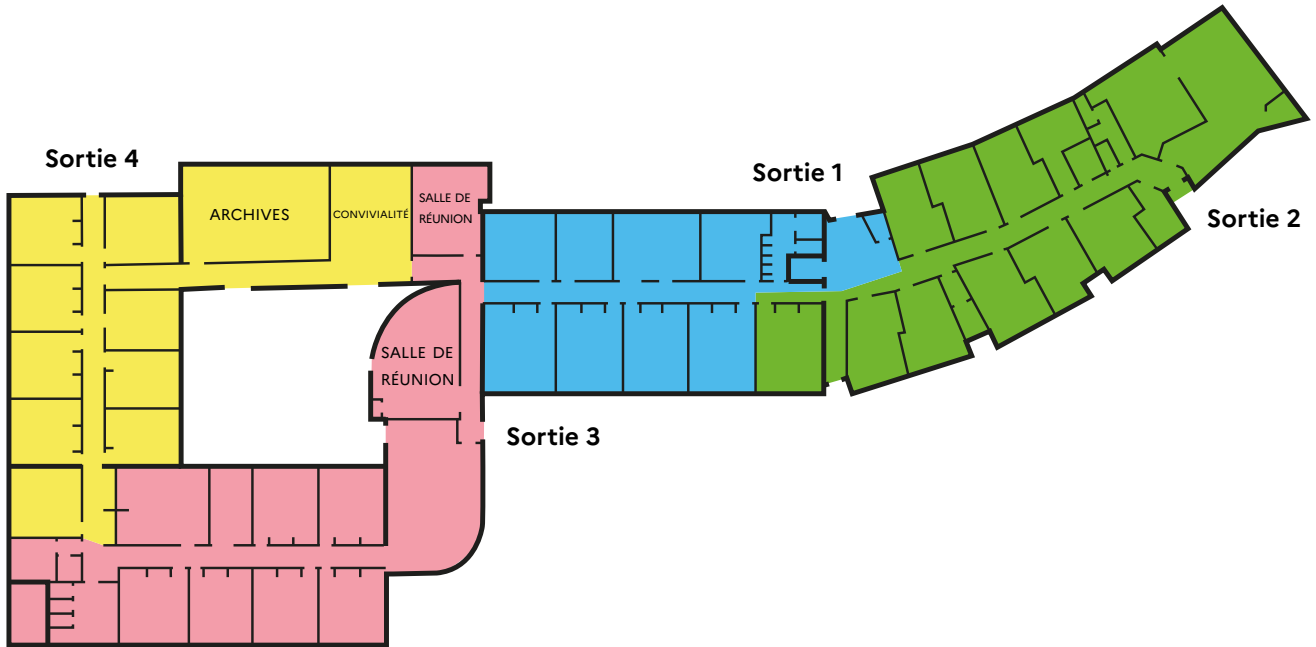 Sortie 4
ARCHIVES
CONVIVIALITÉ
SALLE DE
RÉUNION
Sortie 1
Sortie 2
SALLE DE
RÉUNION
Sortie 3